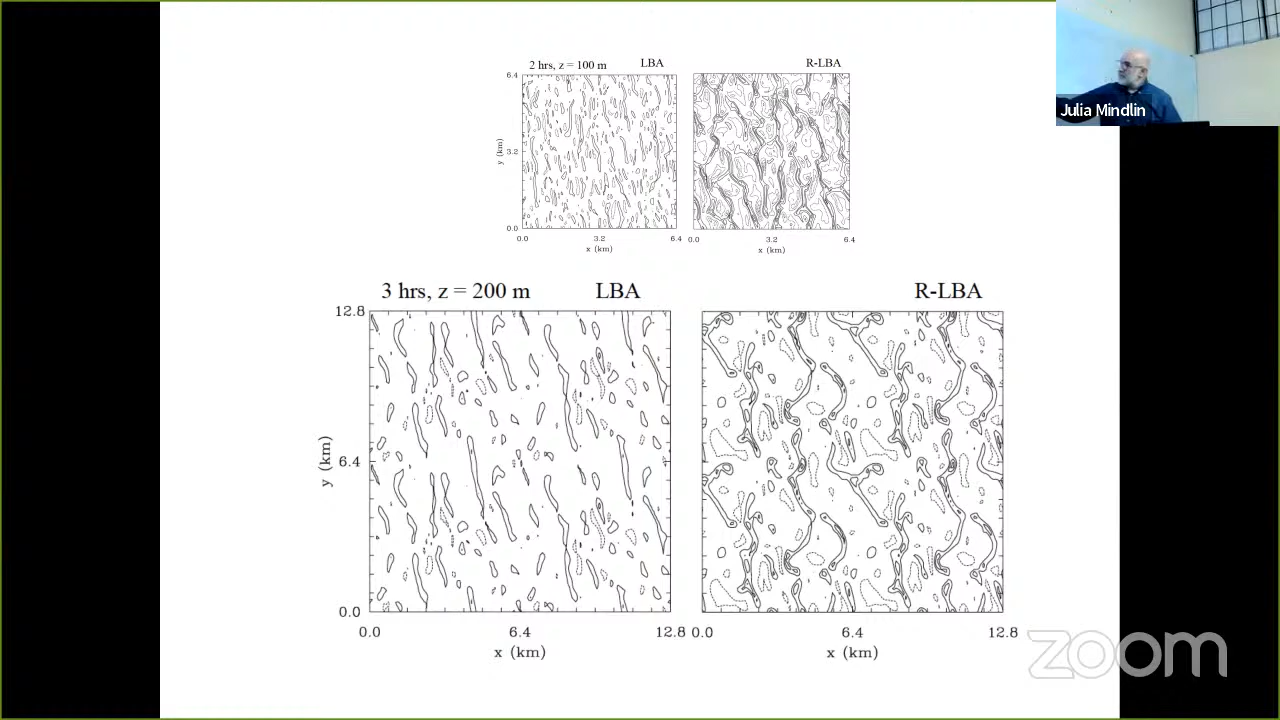 2 hrs, z = 100 m LBA R-LBA
6.4
3.2
0.0
y (km)
0.0 3.2 6.4 0.0 3.2 6.4
x (km) x (km)
3 hrs, z = 200 m LBA R-LBA
12.8
6.4
0.0
y (km)
0.0 6.4 12.8 0.0 6.4 12.8
x (km) x (km)
Julia Mindlin
zoom